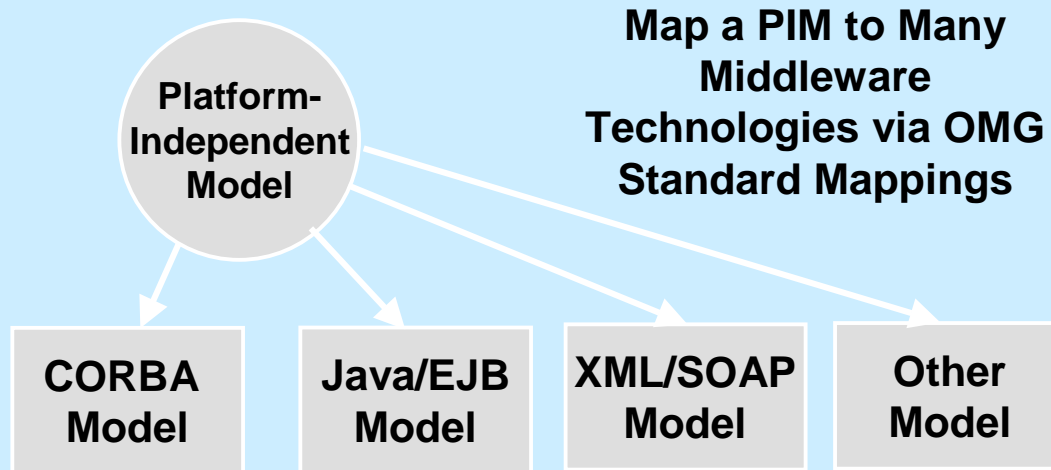 Map a PIM to Many
Middleware
Technologies via OMG
Standard Mappings
Platform-
Independent
Model
CORBA
Model
Java/EJB
Model
XML/SOAP
Model
Other
Model